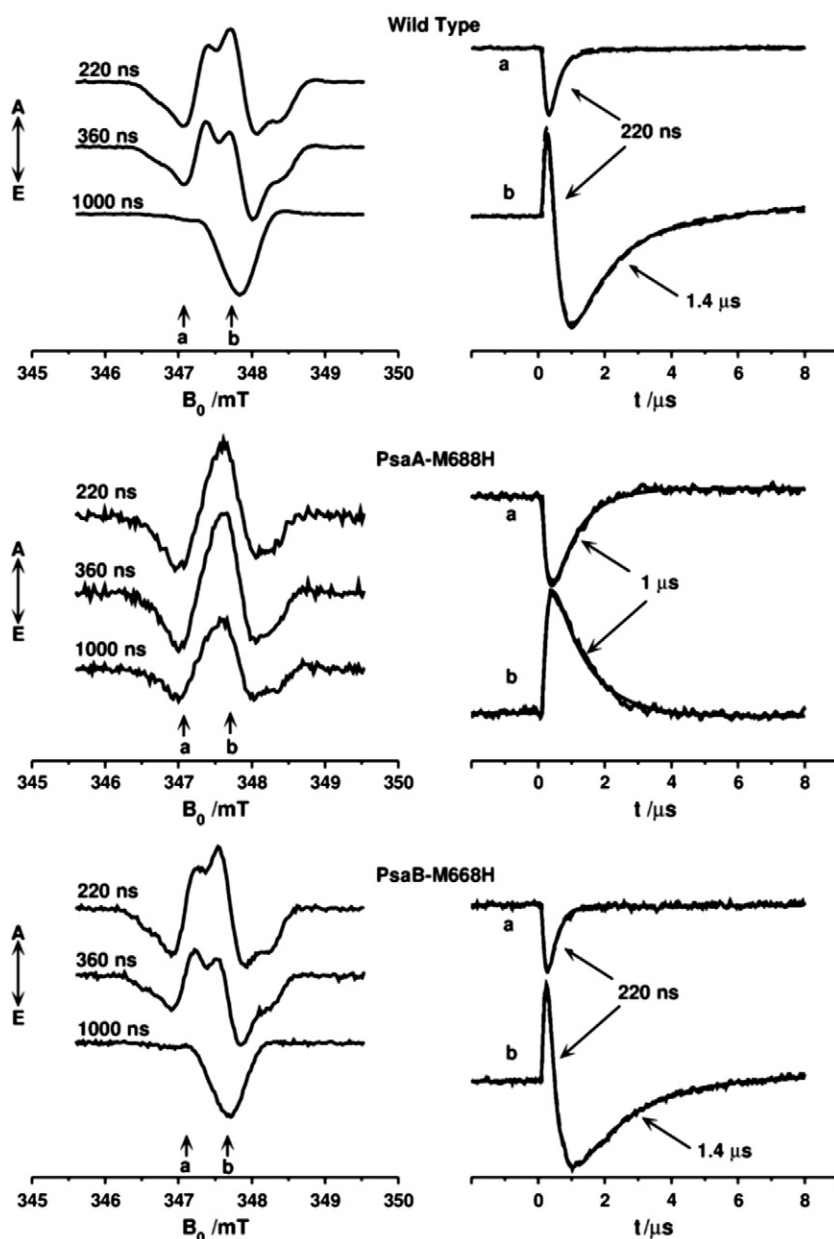 Wild Type
220 ns
360 ns
1000 ns
A
E
a
b
345 346 347 348 349 350
B0 /mT
a
b
220 ns
1.4 μs
0 2 4 6 8
t /μs
PsaA-M688H
220 ns
360 ns
1000 ns
A
E
a
b
345 346 347 348 349 350
B0 /mT
a
b
1 μs
0 2 4 6 8
t /μs
PsaB-M668H
220 ns
360 ns
1000 ns
A
E
a
b
345 346 347 348 349 350
B0 /mT
a
b
220 ns
1.4 μs
0 2 4 6 8
t /μs